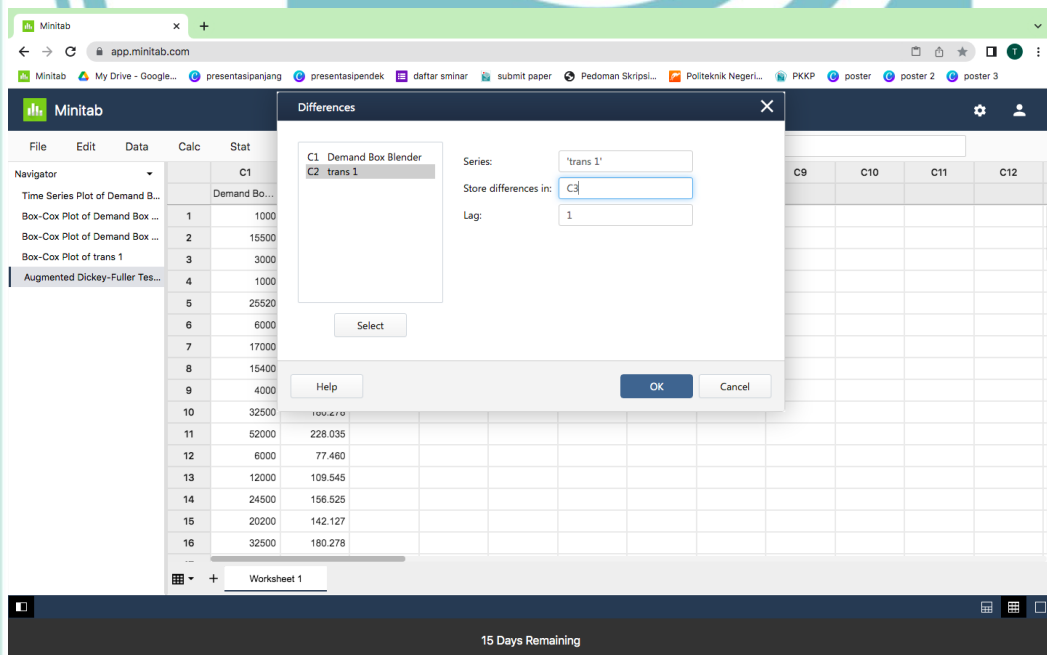 Minitab
app.minitab.com
Minitab My Drive - Google... presentasipanjang presentasipendek daftar sminar submit paper Pedoman Skripsi... Politeknik Negeri... PKKP poster poster 2 poster 3
Minitab
Differences
File Edit Data Calc Stat
C1 Demand Box Blender
C2 trans 1
Series: 'trans 1'
Store differences in: C3
Lag: 1
Select
Help OK Cancel
Navigator
Time Series Plot of Demand B...
Box-Cox Plot of Demand Box ...
Box-Cox Plot of Demand Box ...
Box-Cox Plot of trans 1
Augmented Dickey-Fuller Tes...
C1 C9 C10 C11 C12
Demand Bo...
1 1000
2 15500
3 3000
4 1000
5 25520
6 6000
7 17000
8 15400
9 4000
10 32500 180.278
11 52000 228.035
12 6000 77.460
13 12000 109.545
14 24500 156.525
15 20200 142.127
16 32500 180.278
Worksheet 1
15 Days Remaining